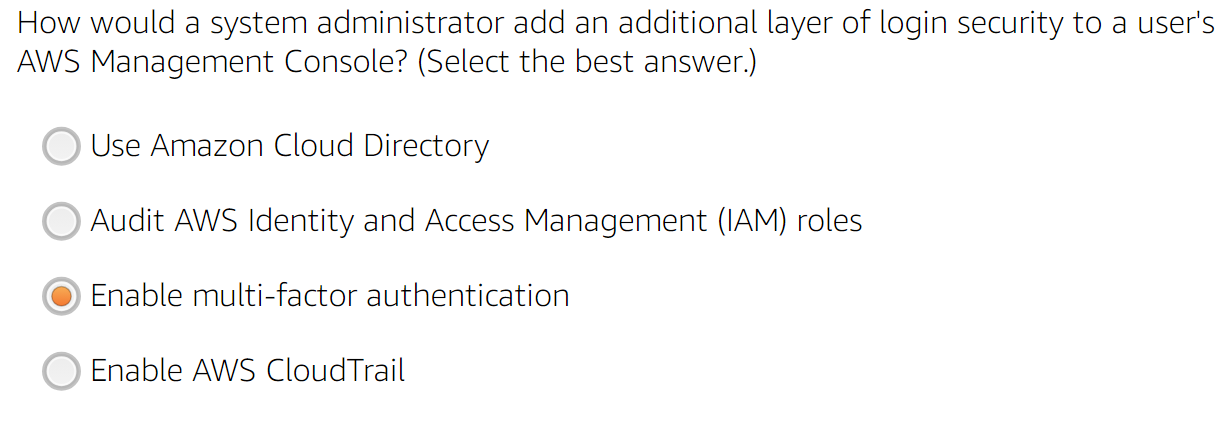 How would a system administrator add an additional layer of login security to a user's
AWS Management Console? (Select the best answer.)
Use Amazon Cloud Directory
Audit AWS Identity and Access Management (IAM) roles
Enable multi-factor authentication
Enable AWS CloudTrail